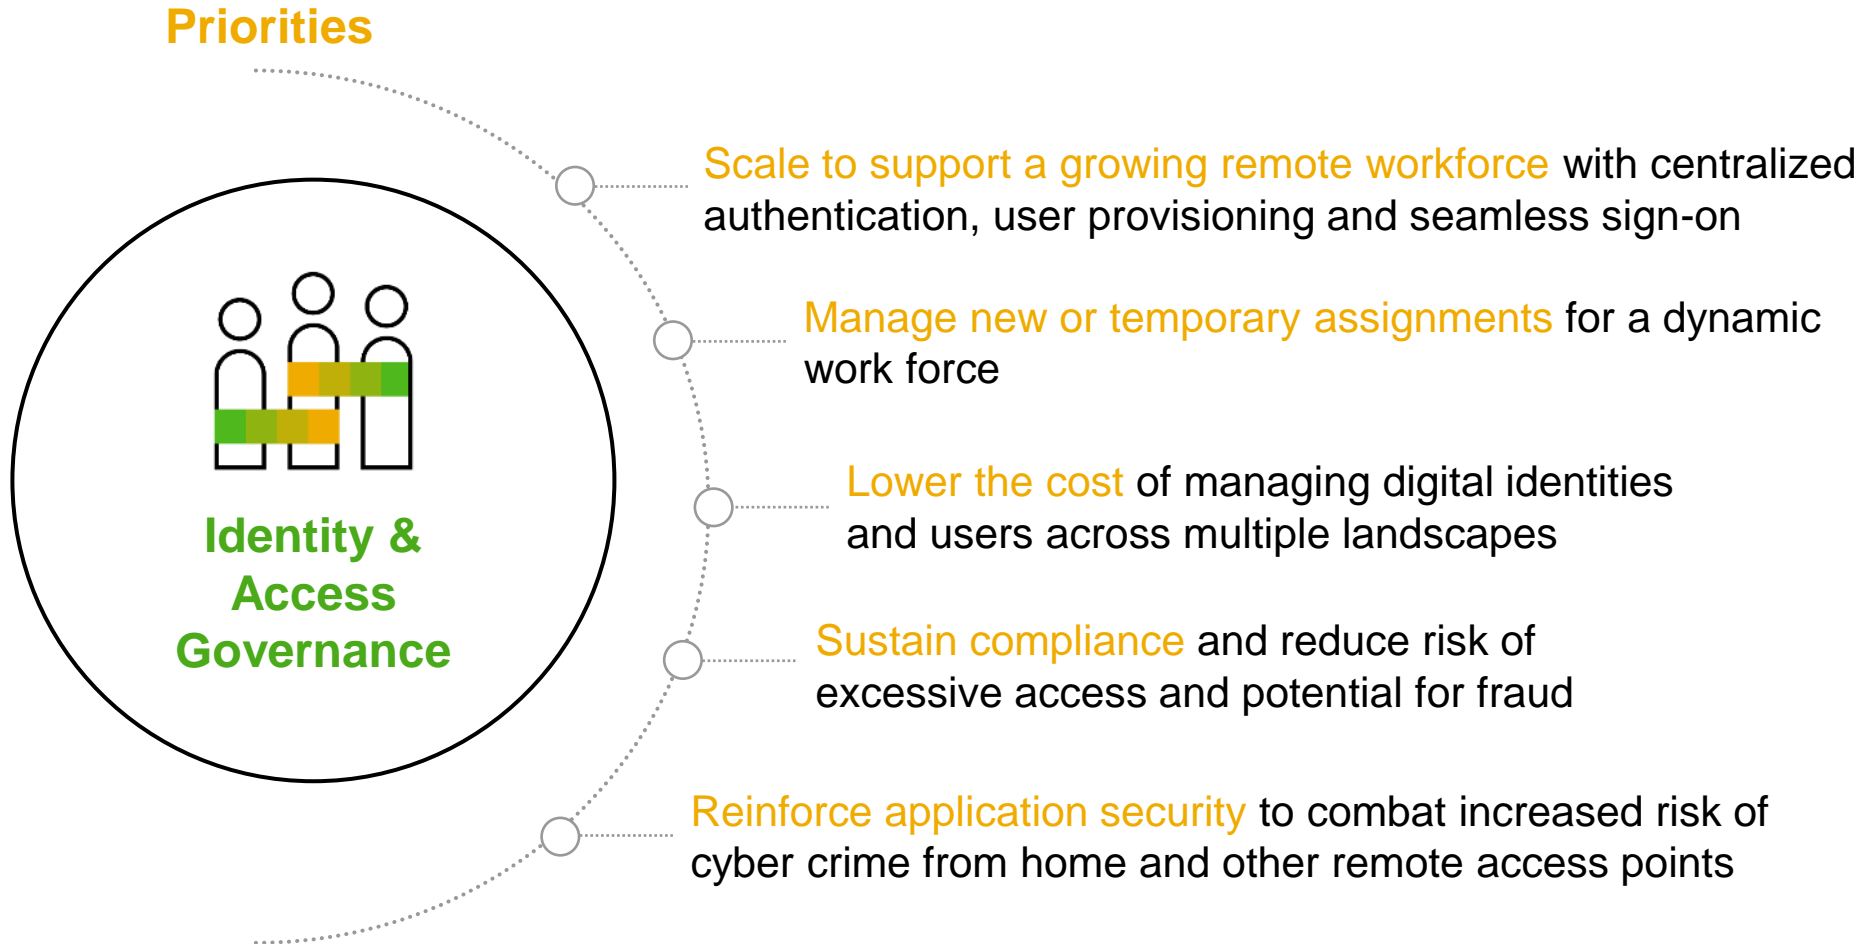 Priorities
Scale to support a growing remote workforce with centralized
authentication, user provisioning and seamless sign-on
Manage new or temporary assignments for a dynamic
work force
Lower the cost of managing digital identities
and users across multiple landscapes
Identity &
Access
Governance
Sustain compliance and reduce risk of
excessive access and potential for fraud
Reinforce application security to combat increased risk of
cyber crime from home and other remote access points